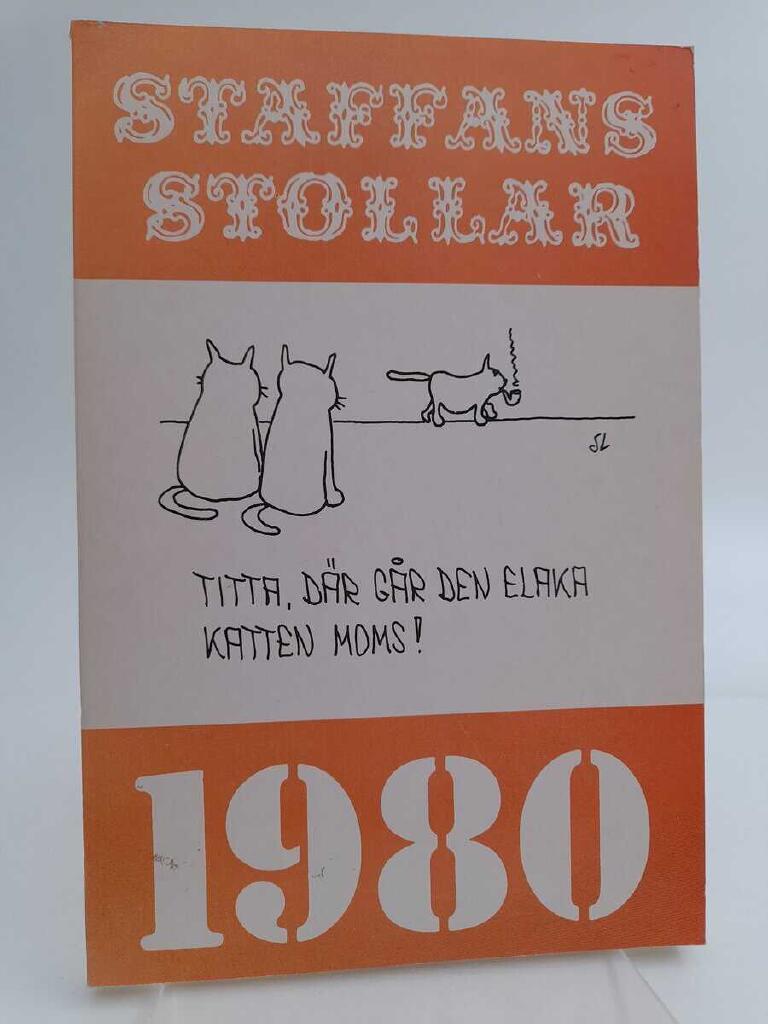 STAFFANS
STOLLAR
SL
TITTA, DÄR GÅR DEN ELAKA
KATTEN MOMS!
1980